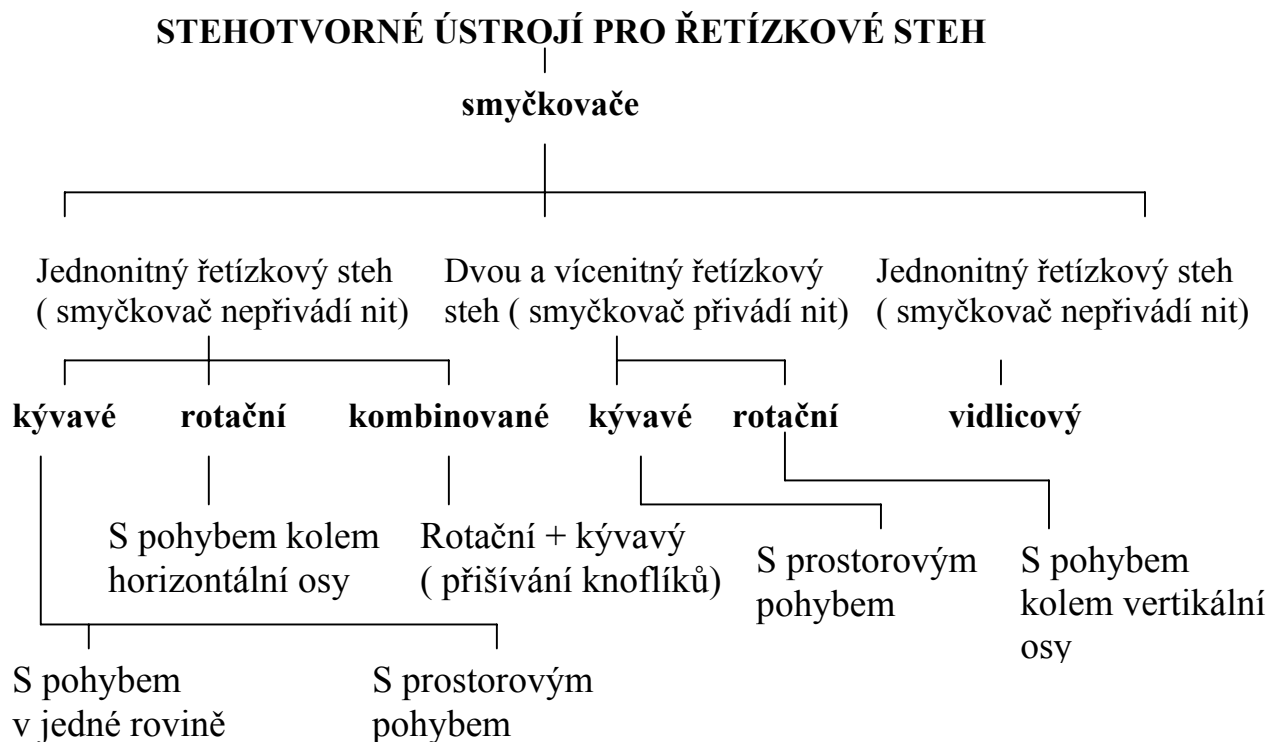 STEHOTVORNÉ ÚSTROJÍ PRO ŘETÍZKOVÉ STEH
smyčkovače
Jednonitný řetízkový steh
( smyčkovač nepřivádí nit)
Dvou a vícenitný řetízkový
steh ( smyčkovač přivádí nit)
Jednonitný řetízkový steh
( smyčkovač nepřivádí nit)
kývavé
rotační
kombinované
kývavé
rotační
vidlicový
S pohybem kolem
horizontální osy
Rotační + kývavý
( přišívání knoflíků)
S prostorovým
pohybem
S pohybem
kolem vertikální
osy
S pohybem
v jedné rovině
S prostorovým
pohybem